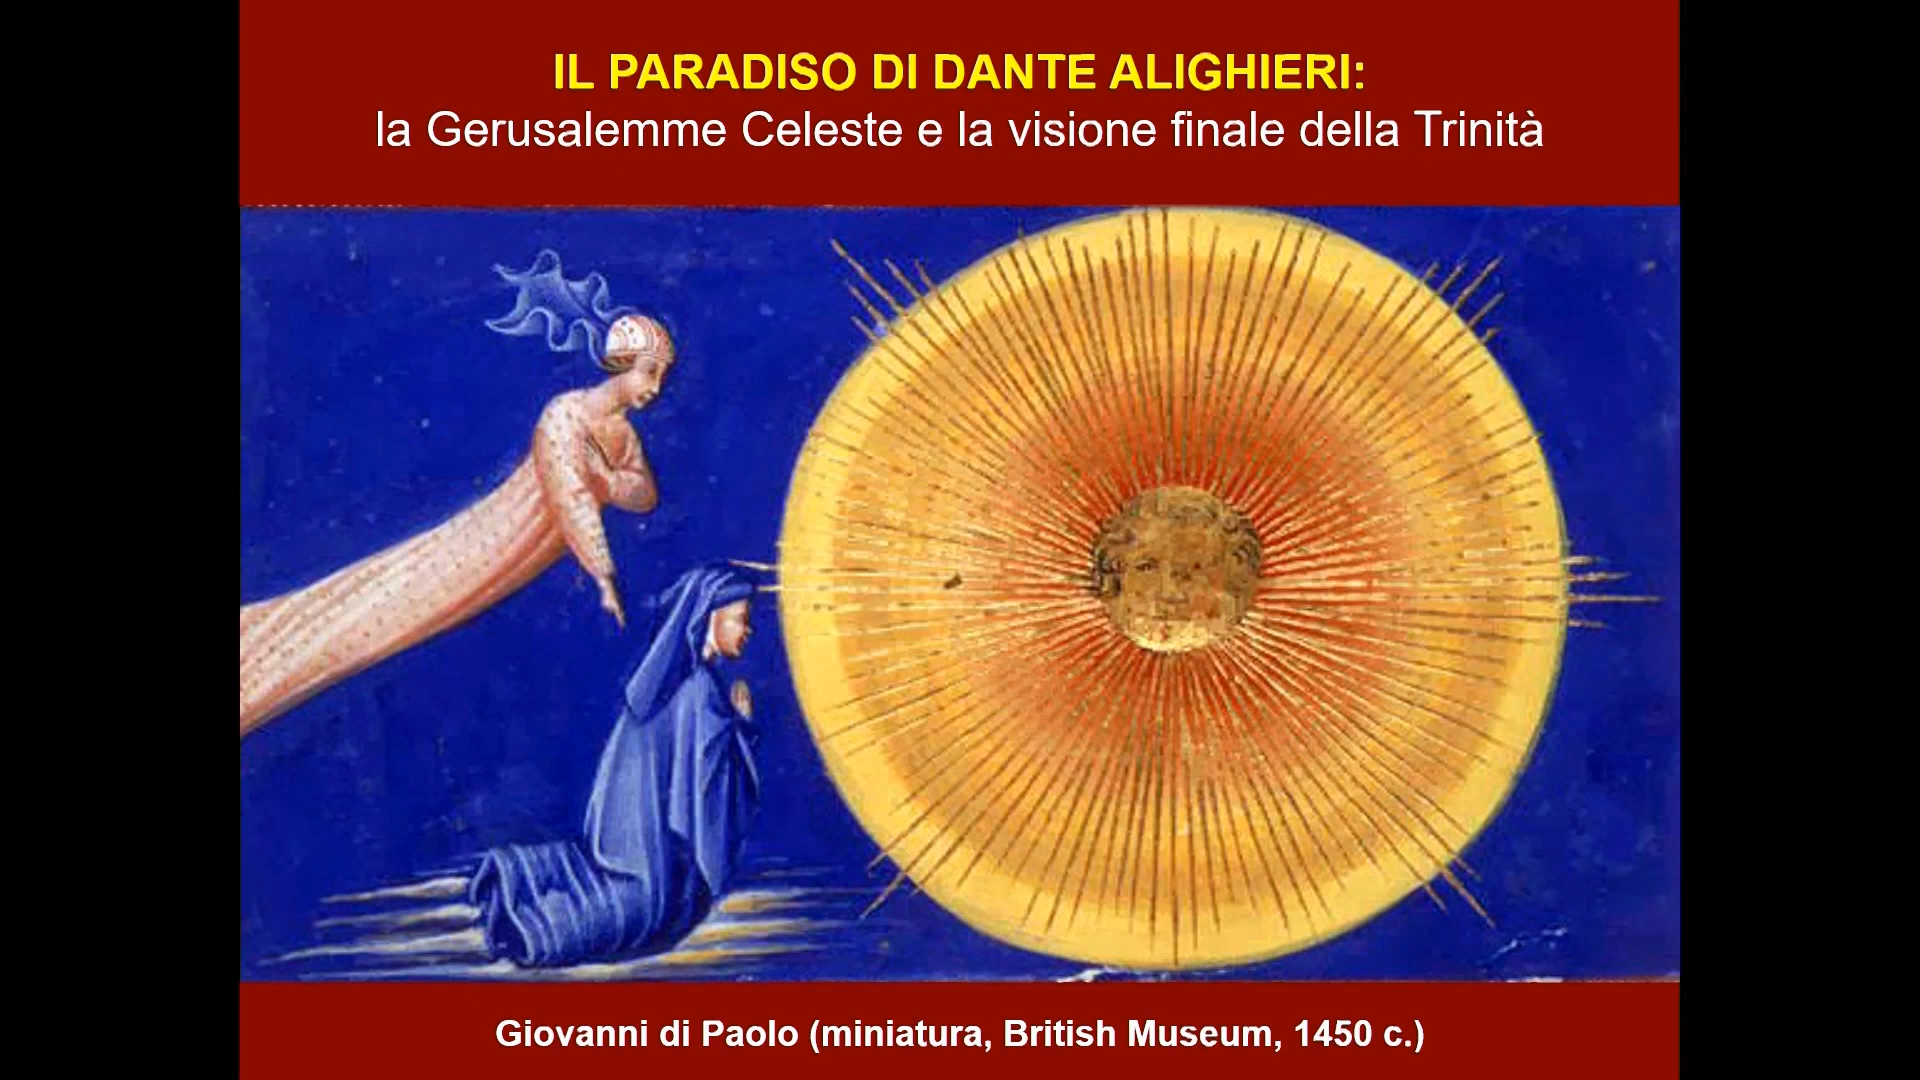 IL PARADISO DI DANTE ALIGHIERI:
la Gerusalemme Celeste e la visione finale della Trinità
Giovanni di Paolo (miniatura, British Museum, 1450 c.)